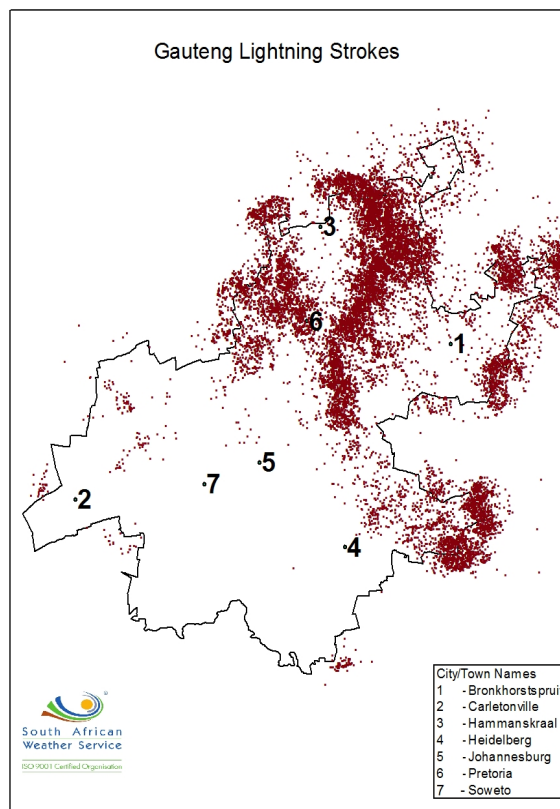 Gauteng Lightning Strokes
3
6
1
5
7
2
4
City/Town Names
1 - Bronkhorstspruit
2 - Carletonville
3 - Hammanskraal
4 - Heidelberg
5 - Johannesburg
6 - Pretoria
7 - Soweto
South African
Weather Service
ISO 9001 Certified Organisation